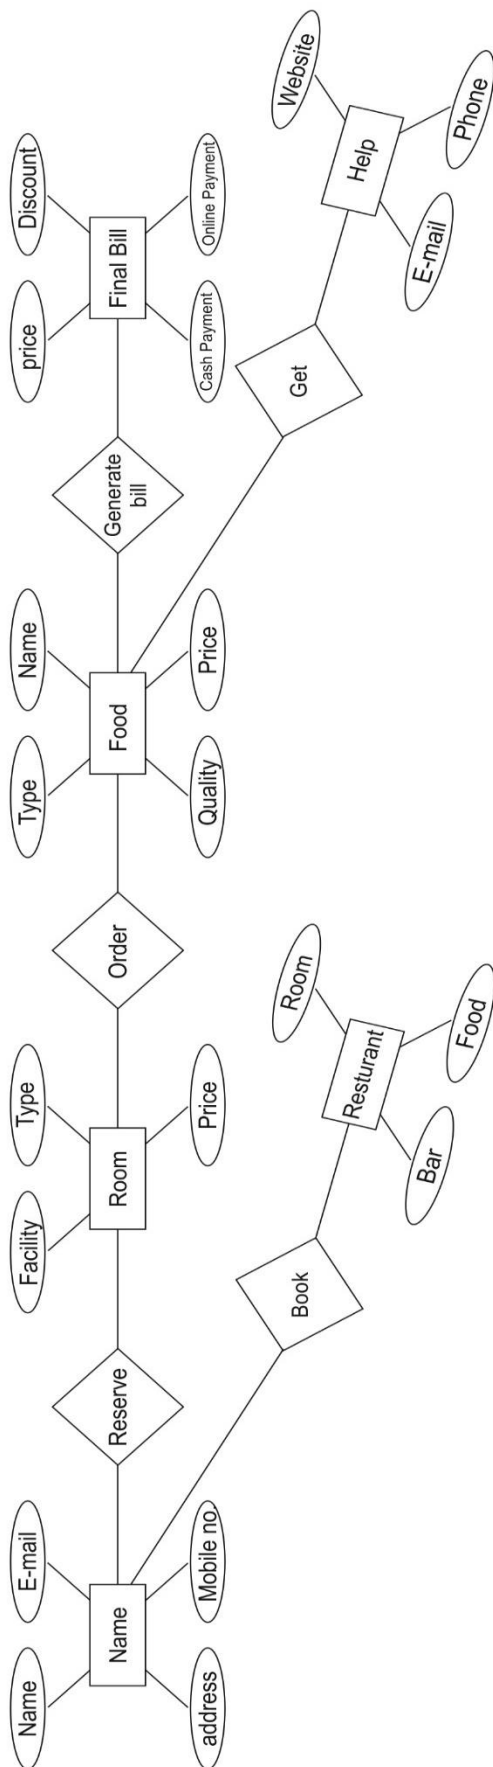 Name
E-mail
Name
address
Mobile no.
Reserve
Facility
Type
Room
Price
Order
Type
Name
Food
Quality
Price
Generate
bill
price
Discount
Final Bill
Cash Payment
Online Payment
Book
Room
Resturant
Bar
Food
Get
Website
Help
E-mail
Phone